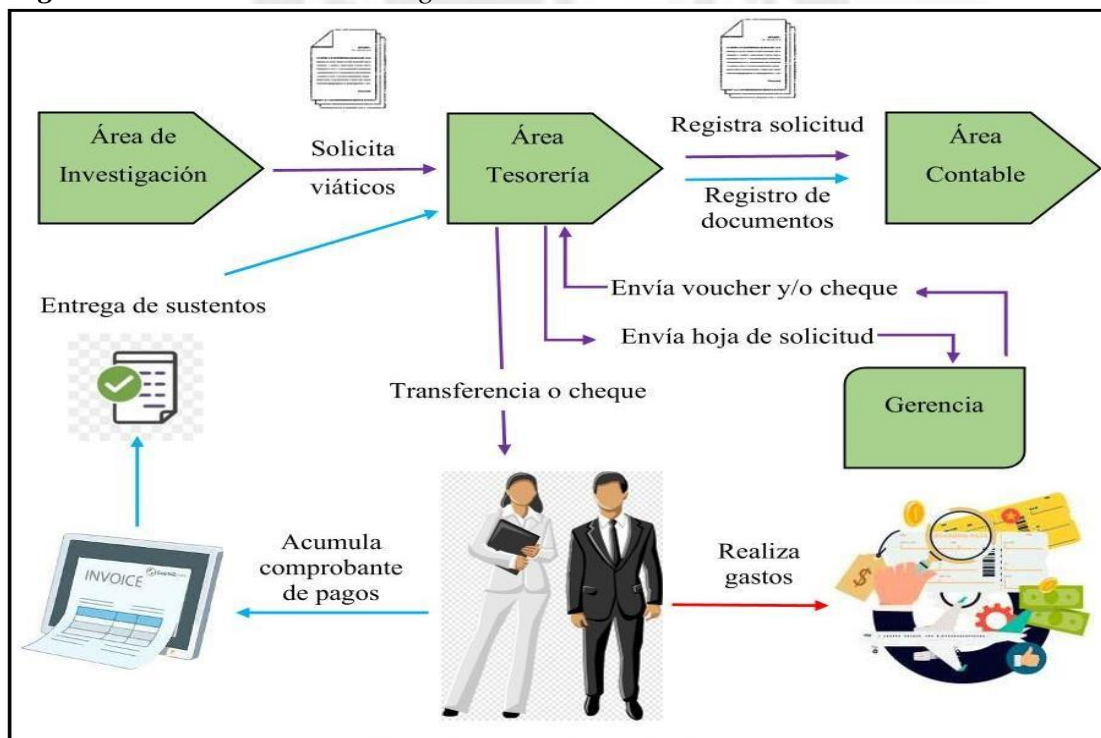 Área de
Investigación
Solicita
viáticos
Área
Tesorería
Registra solicitud
Registro de
documentos
Área
Contable
Entrega de sustentos
Envía voucher y/o cheque
Envía hoja de solicitud
Transferencia o cheque
Gerencia
INVOICE
Acumula
comprobante
de pagos
Realiza
gastos